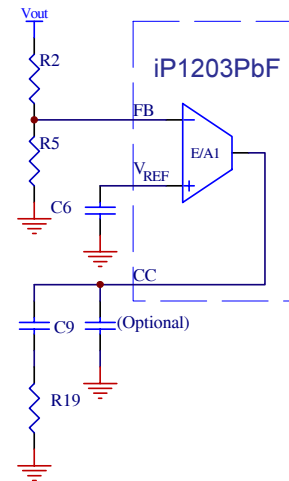 Vout
R2
iP1203PbF
FB
R5
E/A1
VREF
C6
CC
C9
(Optional)
R19